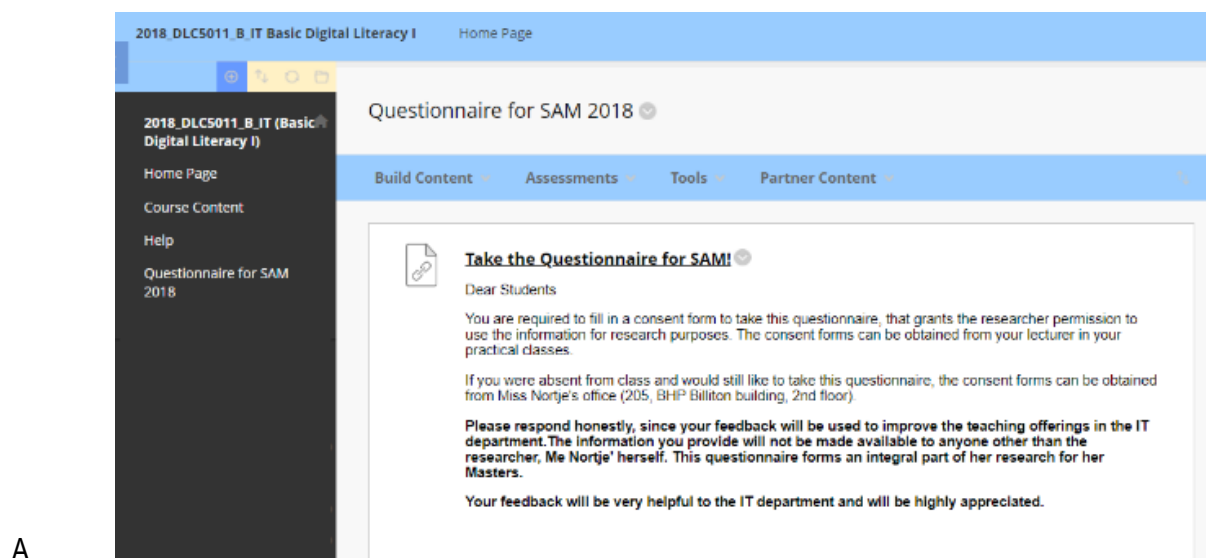 2018_DLC5011_B_IT Basic Digital Literacy I Home Page
2018_DLC5011_B_IT (Basic
Digital Literacy I)
Home Page
Course Content
Help
Questionnaire for SAM
2018
Questionnaire for SAM 2018
Build Content Assessments Tools Partner Content
Take the Questionnaire for SAM!
Dear Students
You are required to fill in a consent form to take this questionnaire, that grants the researcher permission to
use the information for research purposes. The consent forms can be obtained from your lecturer in your
practical classes.
If you were absent from class and would still like to take this questionnaire, the consent forms can be obtained
from Miss Nortje's office (205, BHP Billiton building, 2nd floor).
Please respond honestly, since your feedback will be used to improve the teaching offerings in the IT
department.The information you provide will not be made available to anyone other than the
researcher, Me Nortje' herself. This questionnaire forms an integral part of her research for her
Masters.
Your feedback will be very helpful to the IT department and will be highly appreciated.
A